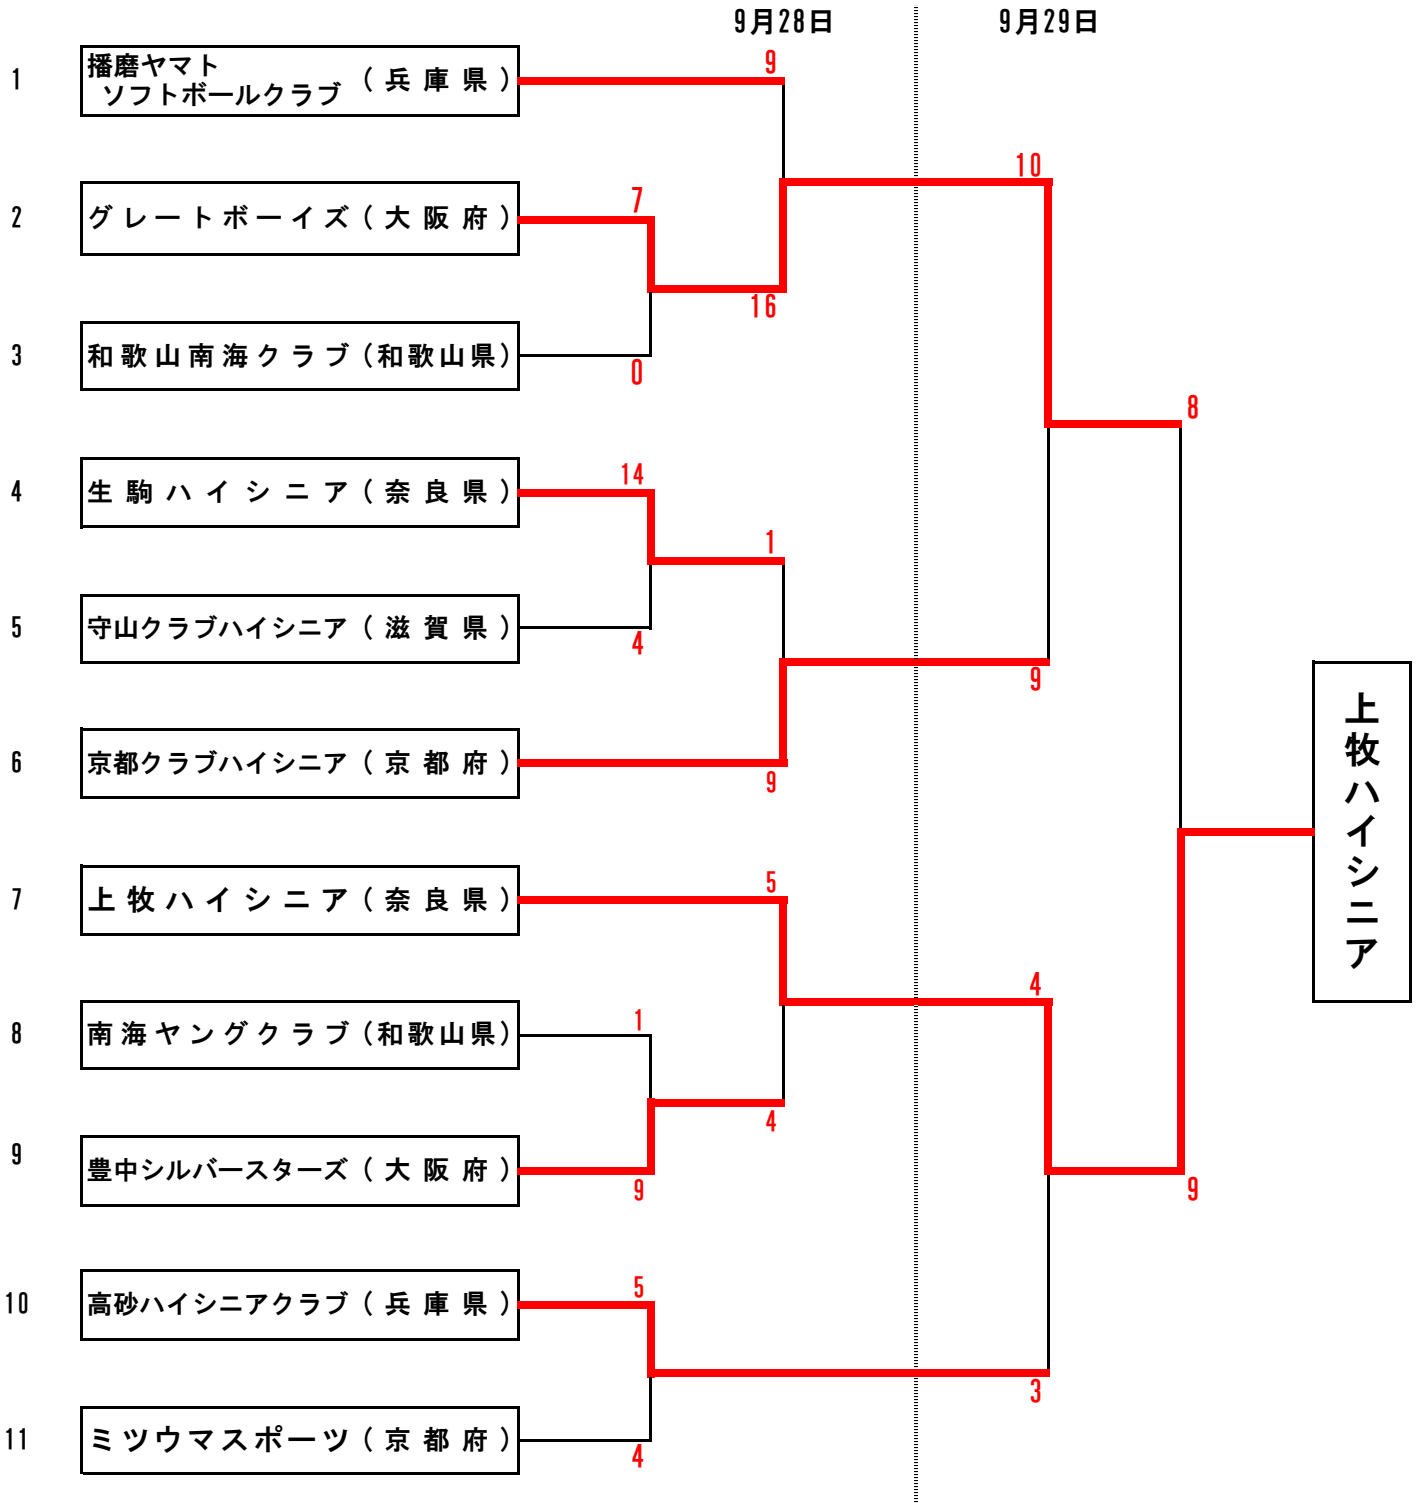 9月28日
9月29日
9
1
播磨ヤマト
ソフトボールクラブ
(兵庫県)
10
7
2
グレートボーイズ(大阪府)
16
3
和歌山南海クラブ(和歌山県)
0
8
14
4
生駒ハイシニア(奈良県)
1
5
守山クラブハイシニア(滋賀県)
4
9
6
京都クラブハイシニア(京都府)
9
上牧ハイシニア
5
7
上牧ハイシニア(奈良県)
4
1
8
南海ヤングクラブ(和歌山県)
4
9
豊中シルバースターズ(大阪府)
9
9
5
10
高砂ハイシニアクラブ(兵庫県)
3
11
ミツウマスポーツ(京都府)
4